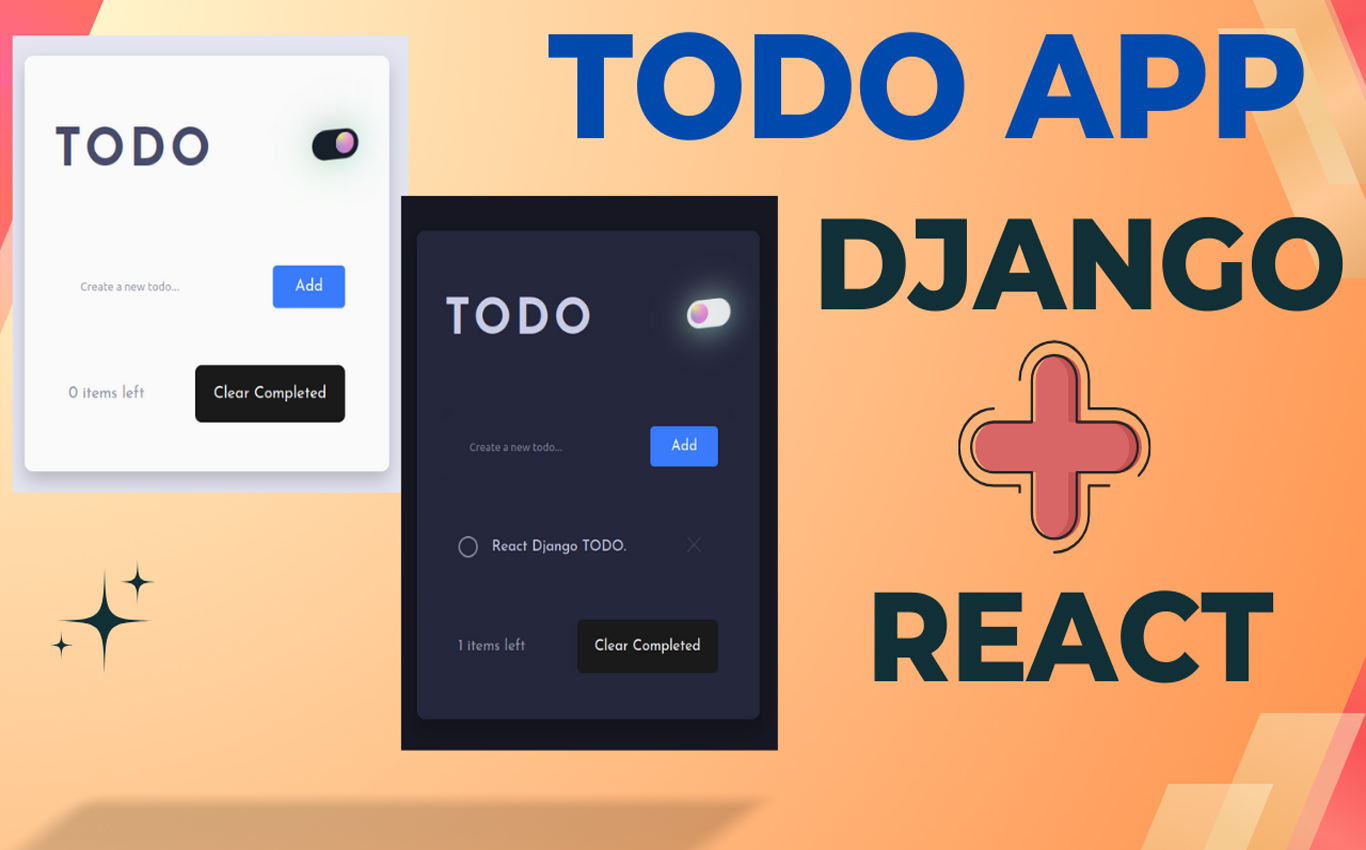 TODO APP
TODO
Create a new todo...
Add
0 items left
Clear Completed
TODO
Create a new todo...
Add
React Django TODO.
1 items left
Clear Completed
DJANGO
REACT